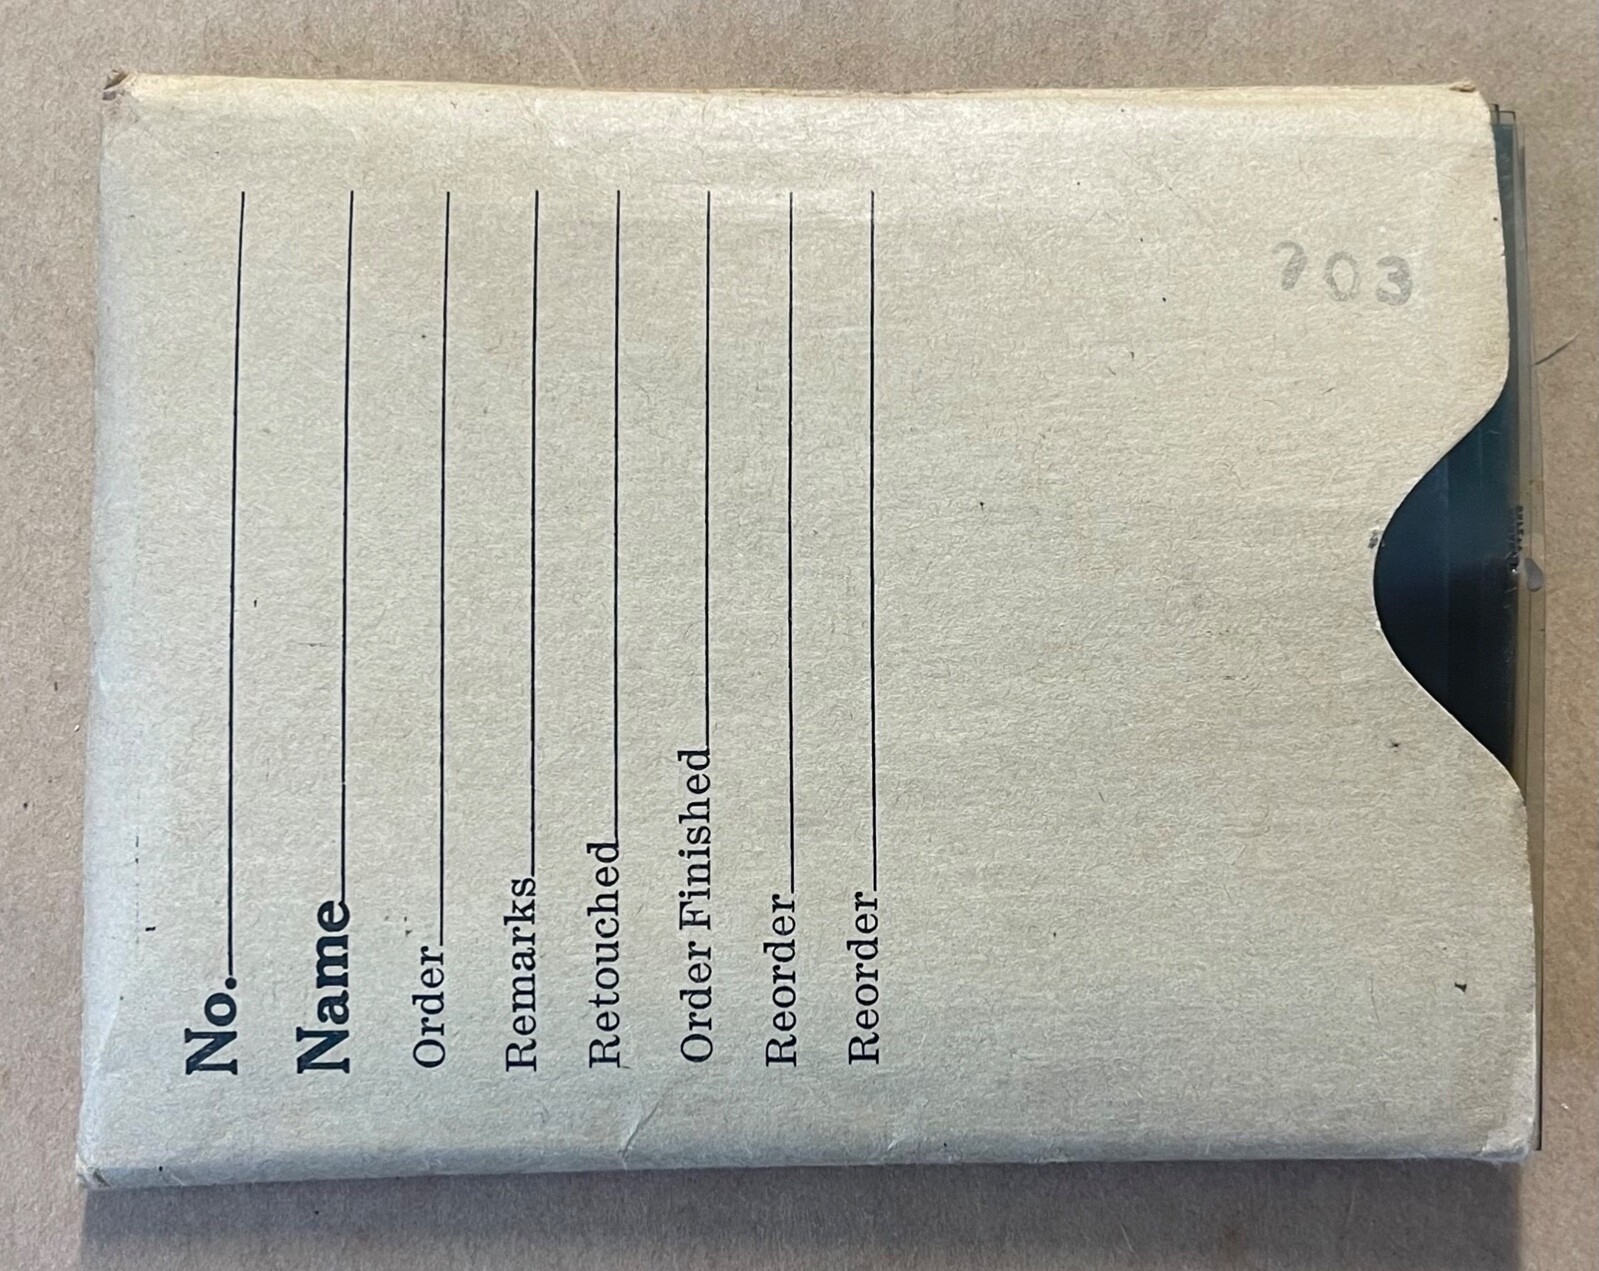 No.
Name
Order
Remarks
Retouched
Order Finished
Reorder
Reorder
703